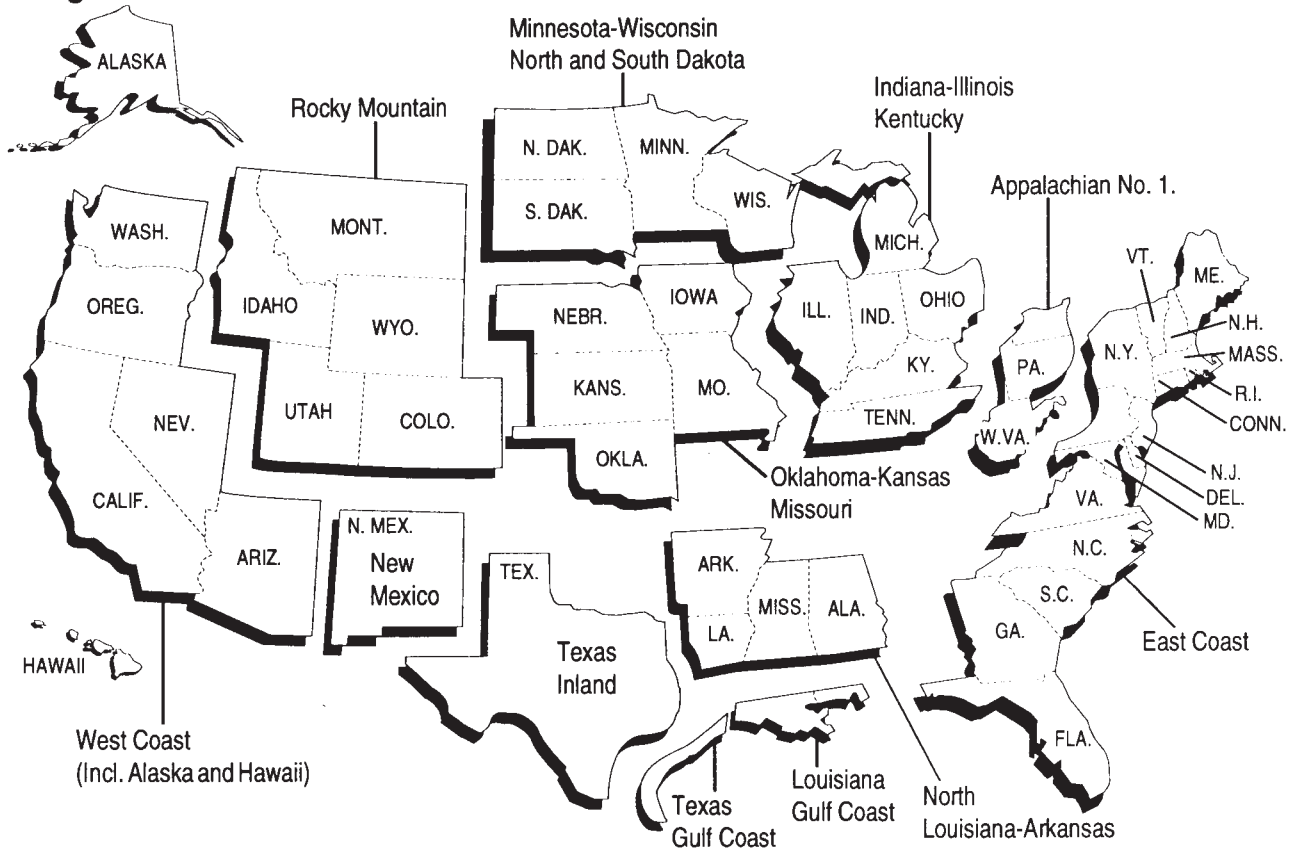 ALASKA
Minnesota-Wisconsin
North and South Dakota
Rocky Mountain
Indiana-Illinois
Kentucky
N. DAK.
MINN.
Appalachian No. 1.
S. DAK.
WIS.
WASH.
MONT.
MICH.
VT.
ME.
OREG.
IDAHO
WYO.
NEBR.
IOWA
ILL.
IND.
OHIO
N.H.
N.Y.
MASS.
KANS.
MO.
KY.
PA.
R.I.
NEV.
UTAH
COLO.
TENN.
CONN.
W.VA.
OKLA.
N.J.
Oklahoma-Kansas
Missouri
DEL.
CALIF.
VA.
MD.
N. MEX.
New
Mexico
ARIZ.
TEX.
ARK.
N.C.
MISS.
ALA.
S.C.
LA.
GA.
East Coast
HAWAII
Texas
Inland
West Coast
(Incl. Alaska and Hawaii)
FLA.
Texas
Gulf Coast
Louisiana
Gulf Coast
North
Louisiana-Arkansas